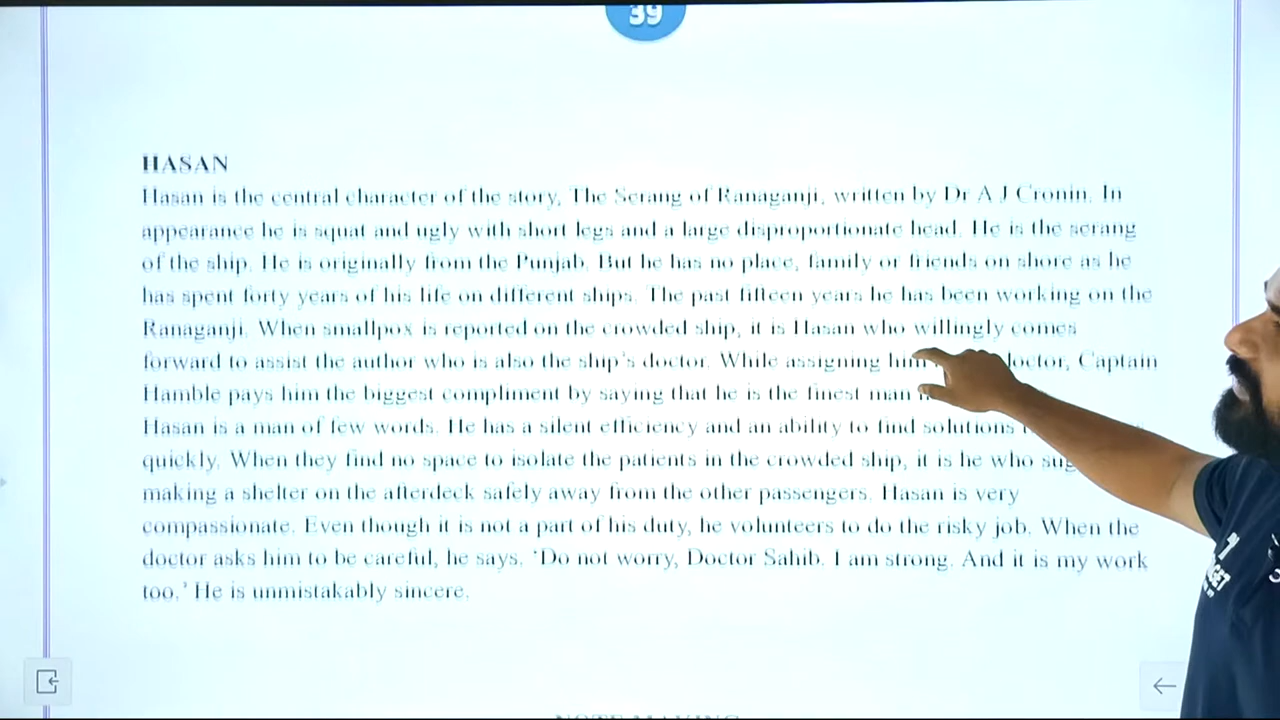 39
HASAN
Hasan is the central character of the story, The Serang of Ranaganji, written by Dr A J Cronin. In
appearance he is squat and ugly with short legs and a large disproportionate head. He is the serang
of the ship. He is originally from the Punjab. But he has no place, family or friends on shore as he
has spent forty years of his life on different ships. The past fifteen years he has been working on the
Ranaganji. When smallpox is reported on the crowded ship, it is Hasan who willingly comes
forward to assist the author who is also the ship's doctor. While assigning him doctor, Captain
Hamble pays him the biggest compliment by saying that he is the finest man
Hasan is a man of few words. He has a silent efficiency and an ability to find solutions
quickly. When they find no space to isolate the patients in the crowded ship, it is he who
making a shelter on the afterdeck safely away from the other passengers. Hasan is very
compassionate. Even though it is not a part of his duty, he volunteers to do the risky job. When the
doctor asks him to be careful, he says, 'Do not worry, Doctor Sahib. I am strong. And it is my work
too.' He is unmistakably sincere.
NOTE MAKING